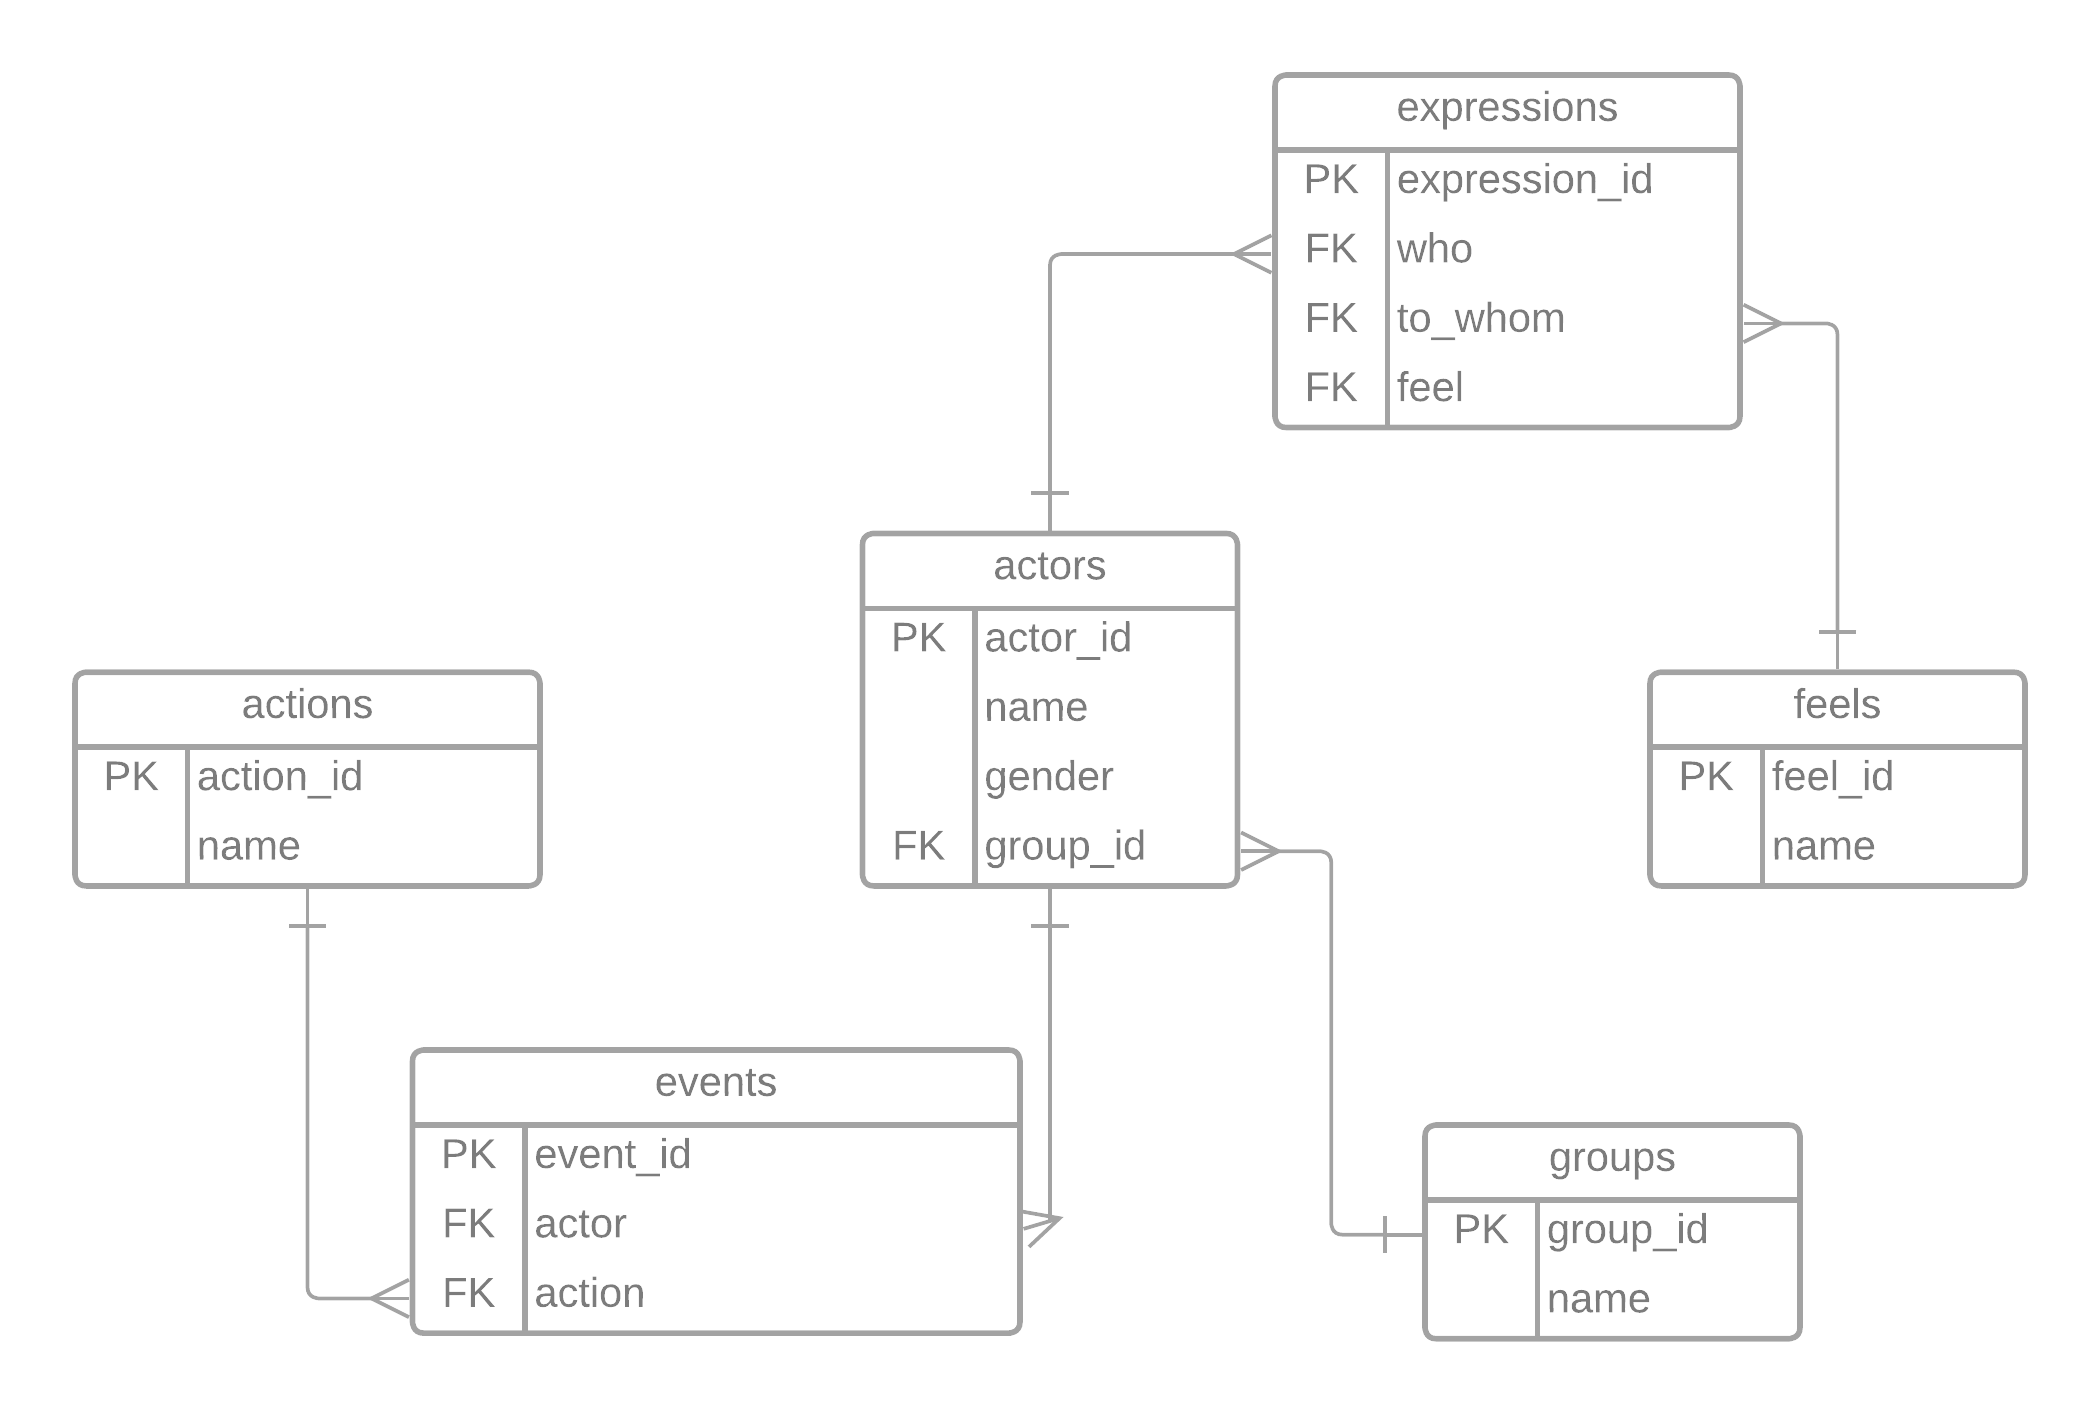 expressions
PK expression_id
FK who
FK to_whom
FK feel
actors
PK actor_id
name
gender
FK group_id
actions
PK action_id
name
feels
PK feel_id
name
events
PK event_id
FK actor
FK action
groups
PK group_id
name